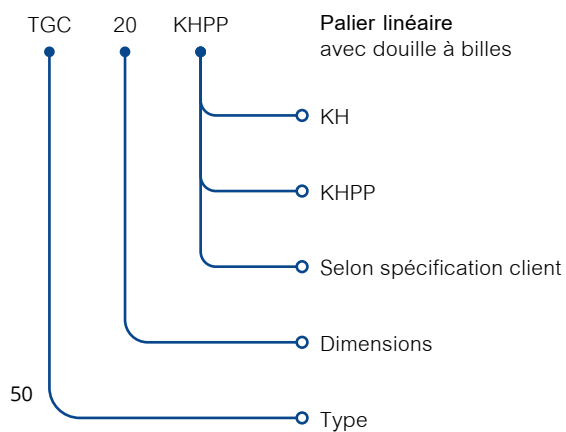 TGC 20 KHPP Palier linéaire
avec douille à billes
KH
KHPP
Selon spécification client
Dimensions
50
Type